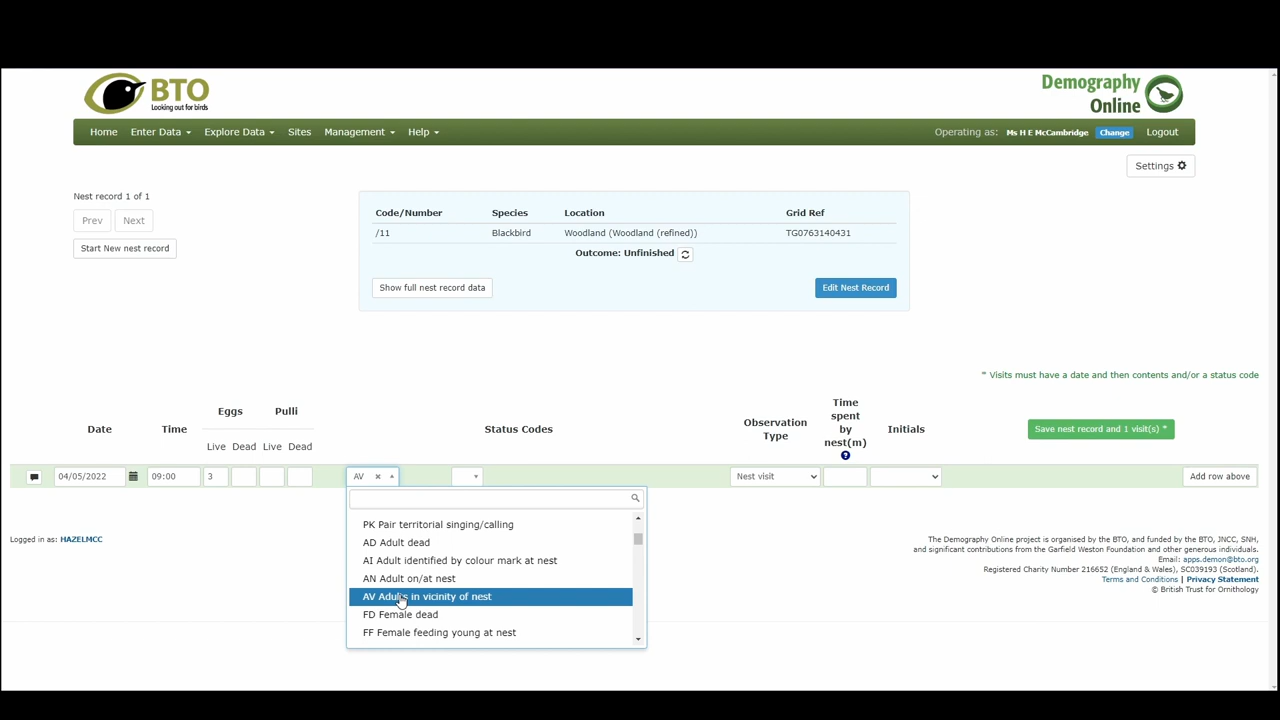 BTO
Looking out for birds
Demography
Online
Home Enter Data Explore Data Sites Management Help Operating as: Ms H E McCambridge Change Logout
Settings
Nest record 1 of 1
Prev Next
Start New nest record
Code/Number Species Location Grid Ref
/11 Blackbird Woodland (Woodland (refined)) TG0763140431
Outcome: Unfinished
Show full nest record data Edit Nest Record
* Visits must have a date and then contents and/or a status code
Date Time Eggs Pulli Status Codes Observation Type Time spent by nest(m) Initials Save nest record and 1 visit(s) *
Live Dead Live Dead
04/05/2022 09:00 3 AV × Nest visit Add row above
PK Pair territorial singing/calling
AD Adult dead
AI Adult identified by colour mark at nest
AN Adult on/at nest
AV Adults in vicinity of nest
FD Female dead
FF Female feeding young at nest
Logged in as: HAZELMCC
The Demography Online project is organised by the BTO, and funded by the BTO, JNCC, SNH,
and significant contributions from the Garfield Weston Foundation and other generous individuals.
Email: apps.demon@bto.org
Registered Charity Number 216652 (England & Wales), SC039193 (Scotland).
Terms and Conditions | Privacy Statement
© British Trust for Ornithology